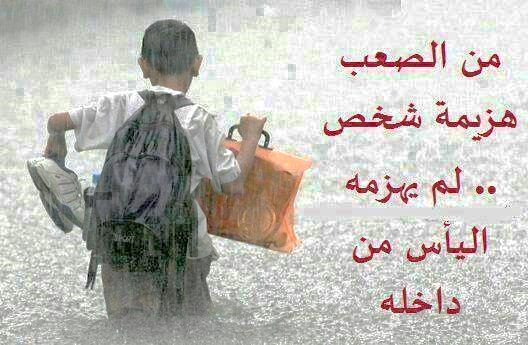 من الصعب
هزيمة شخص
.. لم يهزمه
اليأس من
داخله